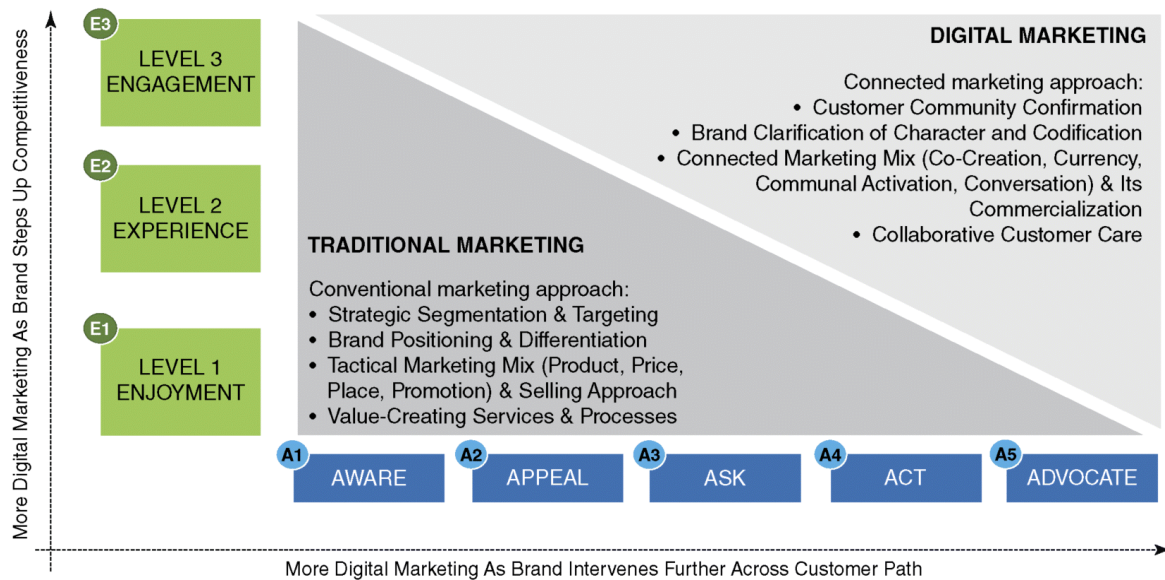 More Digital Marketing As Brand Steps Up Competitiveness
E3
LEVEL 3
ENGAGEMENT
E2
LEVEL 2
EXPERIENCE
E1
LEVEL 1
ENJOYMENT
DIGITAL MARKETING
Connected marketing approach:
• Customer Community Confirmation
• Brand Clarification of Character and Codification
• Connected Marketing Mix (Co-Creation, Currency,
Communal Activation, Conversation) & Its
Commercialization
• Collaborative Customer Care
TRADITIONAL MARKETING
Conventional marketing approach:
• Strategic Segmentation & Targeting
• Brand Positioning & Differentiation
• Tactical Marketing Mix (Product, Price,
Place, Promotion) & Selling Approach
• Value-Creating Services & Processes
A1
AWARE
A2
APPEAL
A3
ASK
A4
ACT
A5
ADVOCATE
More Digital Marketing As Brand Intervenes Further Across Customer Path